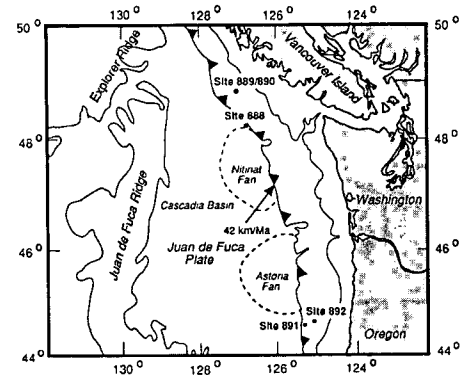 130° 128° 126° 124°
50° 50°
Explorer Ridge
Vancouver Island
Site 889/890
Site 888
48° 48°
Nitinat
Fan
Washington
Juan de Fuca Ridge
Cascadia Basin
42 km/Ma
46° 46°
Juan de Fuca
Plate
Astoria
Fan
Site 892
Site 891
Oregon
44° 44°
130° 128° 126° 124°